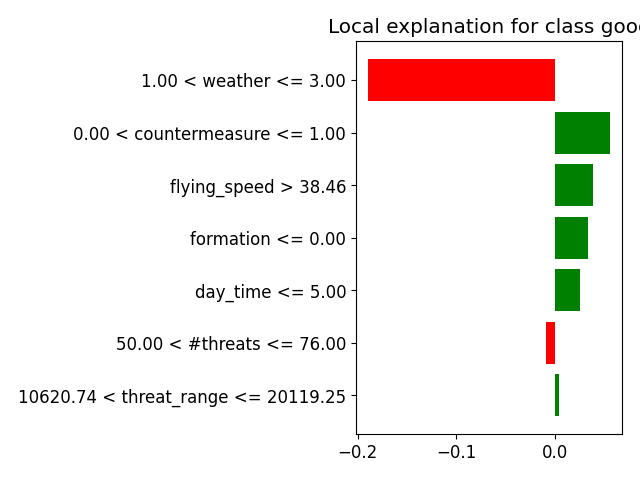 Local explanation for class good
1.00 < weather <= 3.00
0.00 < countermeasure <= 1.00
flying_speed > 38.46
formation <= 0.00
day_time <= 5.00
50.00 < #threats <= 76.00
10620.74 < threat_range <= 20119.25
−0.2 −0.1 0.0